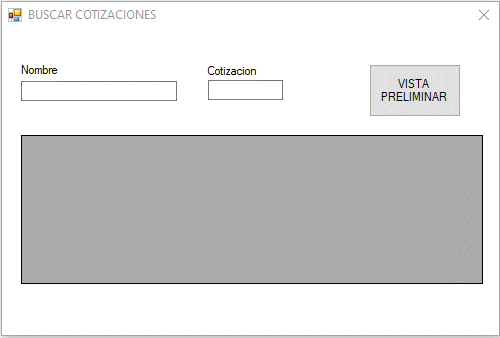 BUSCAR COTIZACIONES
Nombre
Cotizacion
VISTA
PRELIMINAR